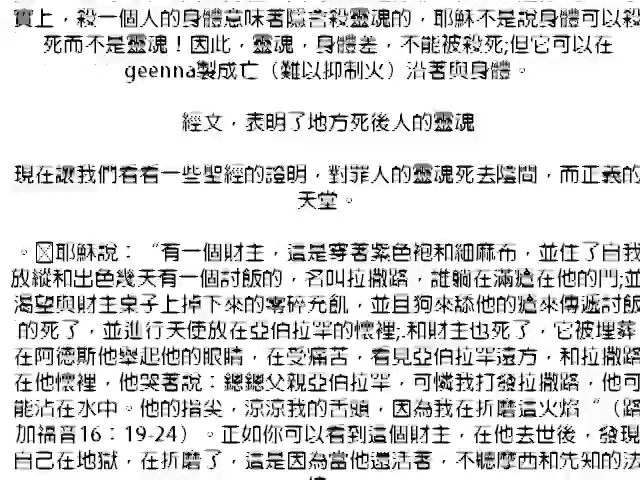 實上，殺一個人的身體意味著隱含殺靈魂的，耶穌不是說身體可以殺
死而不是靈魂！因此，靈魂，身體差，不能被殺死;但它可以在
geenna製成亡（難以抑制火）沿著與身體。
經文，表明了地方死後人的靈魂
現在讓我們看看一些聖經的證明，對罪人的靈魂死去陰間，而正義的
天堂。
。耶穌說：“有一個財主，這是穿著紫色袍和細麻布，並住了自我
放縱和出色幾天有一個討飯的，名叫拉撒路，誰躺在滿瘡在他的門;並
渴望與財主桌子上掉下來的零碎充飢，並且狗來舔他的瘡來傳遞討飯
的死了，並進行天使放在亞伯拉罕的懷裡;.和財主也死了，它被埋葬
在阿德斯他舉起他的眼睛，在受痛苦，看見亞伯拉罕遠方，和拉撒路
在他懷裡，他哭著說：總總父親亞伯拉罕，可憐我打發拉撒路，他可
能沾在水中。他的指尖，涼涼我的舌頭，因為我在折磨這火焰“（路
加福音16：19-24）。正如你可以看到這個財主，在他去世後，發現
自己在地獄，在折磨了，這是因為當他還活著，不聽摩西和先知的法